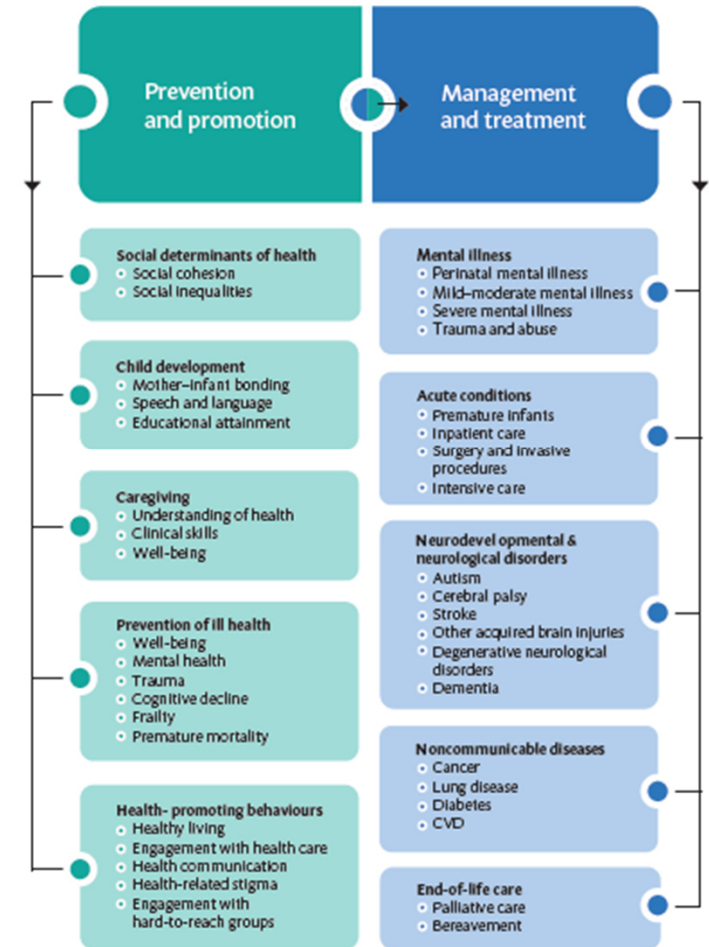 Prevention
and promotion
Management
and treatment
Social determinants of health
Social cohesion
Social inequalities
Child development
Mother–infant bonding
Speech and language
Educational attainment
Caregiving
Understanding of health
Clinical skills
Well-being
Prevention of ill health
Well-being
Mental health
Trauma
Cognitive decline
Frailty
Premature mortality
Health- promoting behaviours
Healthy living
Engagement with health care
Health communication
Health-related stigma
Engagement with
hard-to-reach groups
Mental illness
Perinatal mental illness
Mild–moderate mental illness
Severe mental illness
Trauma and abuse
Acute conditions
Premature infants
Inpatient care
Surgery and invasive
procedures
Intensive care
Neurodevel opmental &
neurological disorders
Autism
Cerebral palsy
Stroke
Other acquired brain injuries
Degenerative neurological
disorders
Dementia
Noncommunicable diseases
Cancer
Lung disease
Diabetes
CVD
End-of-life care
Palliative care
Bereavement